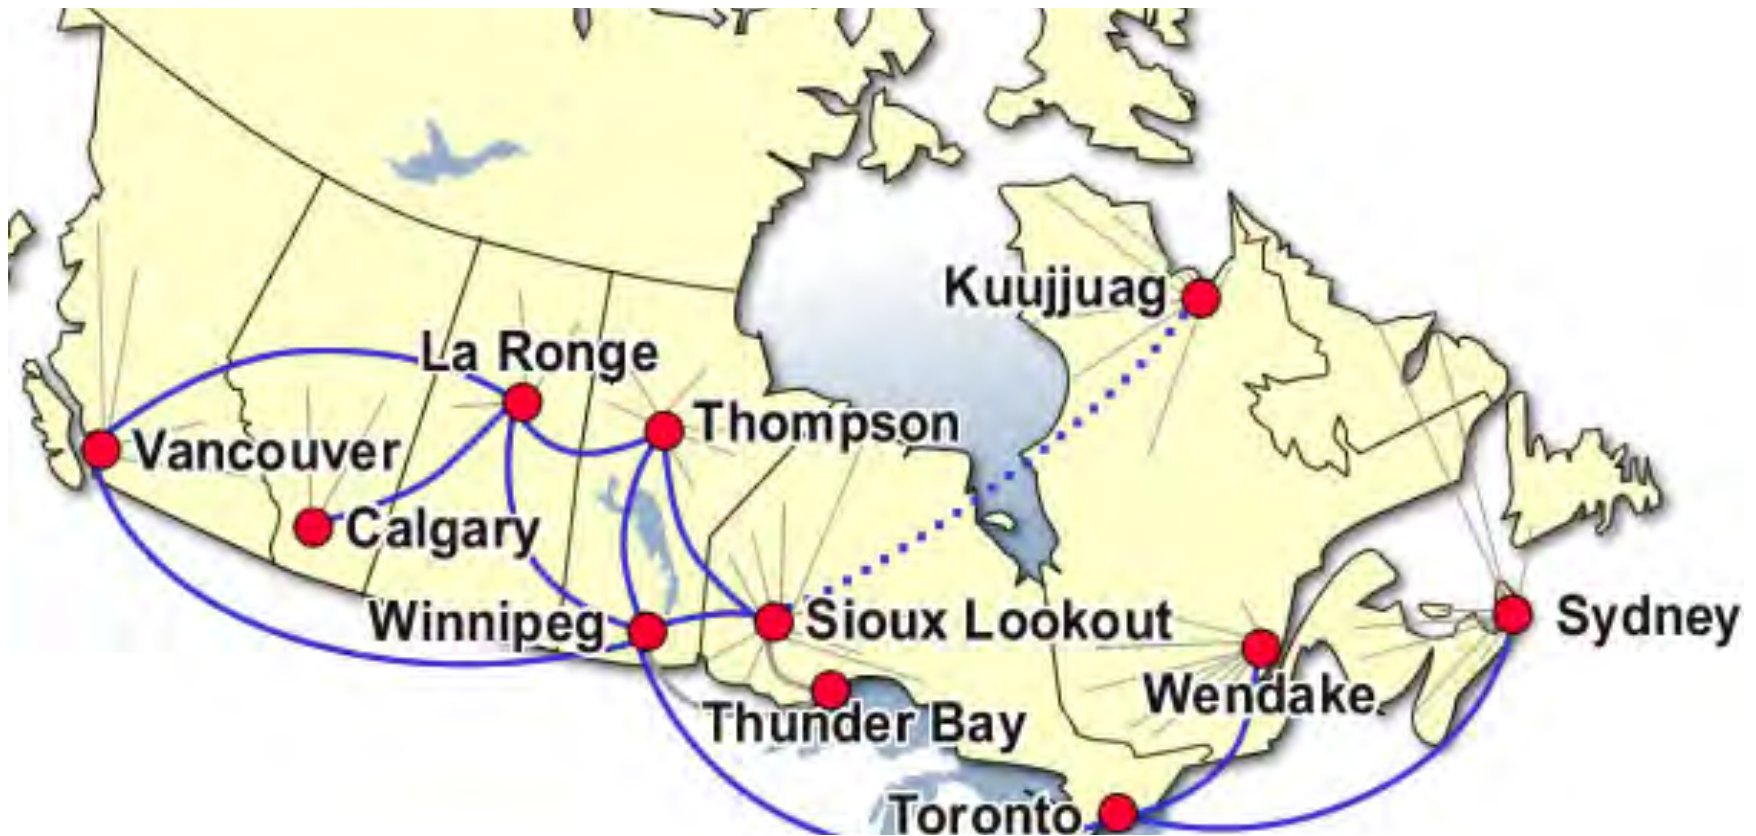 Kuujjuag
La Ronge
Thompson
Vancouver
Calgary
Winnipeg
Sioux Lookout
Sydney
Wendake
Thunder Bay
Toronto